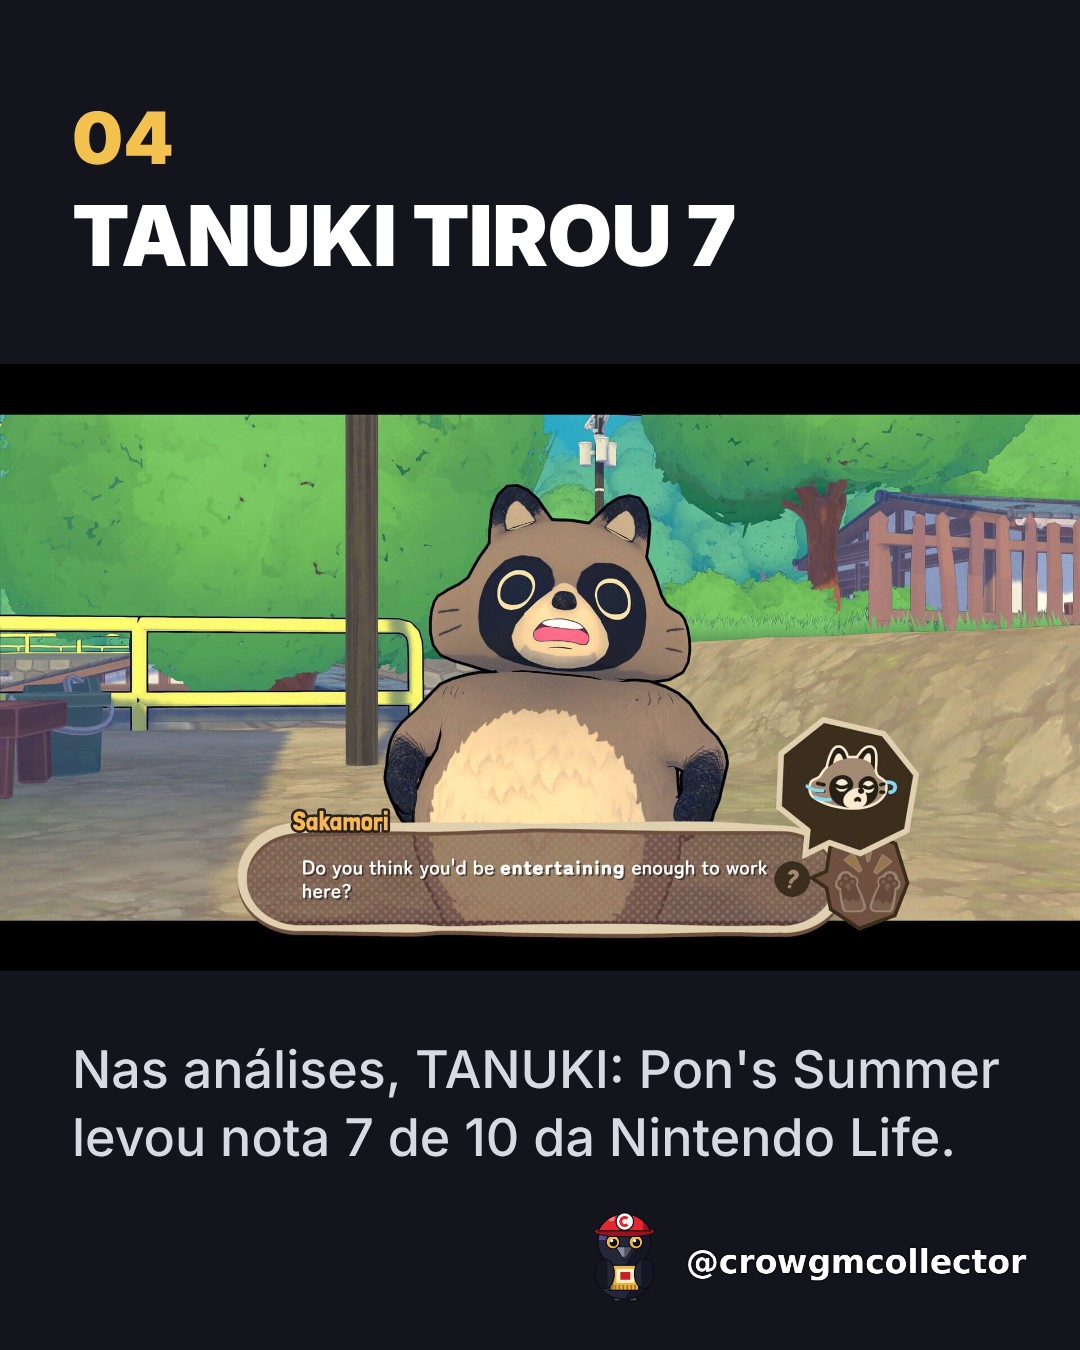 04
TANUKI TIROU 7
Sakamori
Do you think you'd be entertaining enough to work
here?
?
Nas análises, TANUKI: Pon's Summer
levou nota 7 de 10 da Nintendo Life.
C
@crowgmcollector